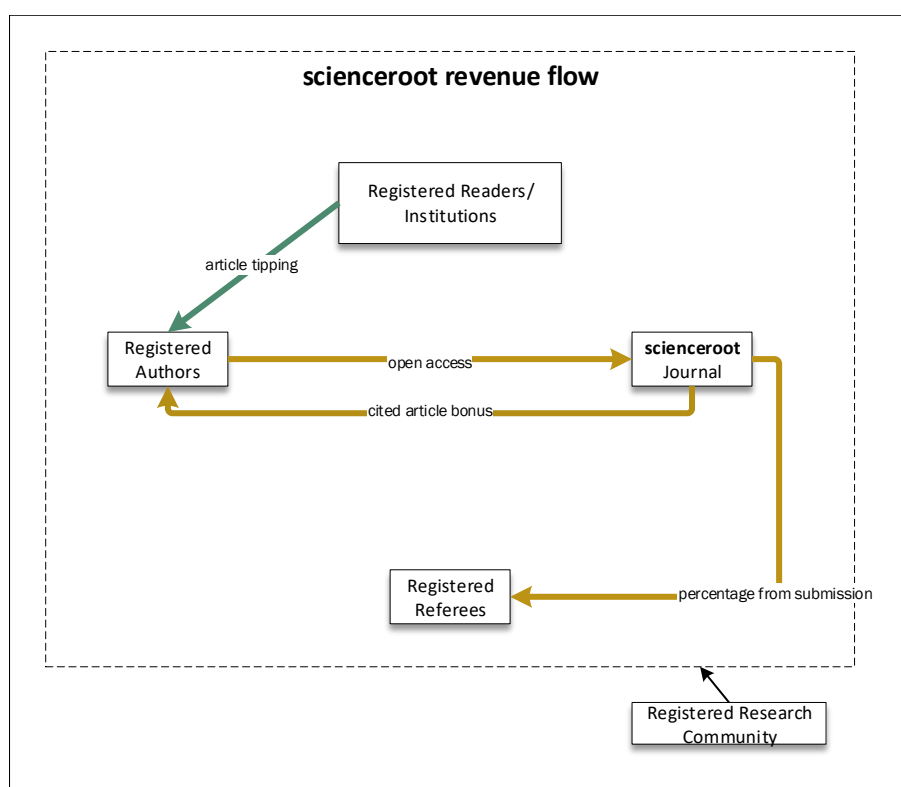 scienceroot revenue flow
Registered Readers/
Institutions
article tipping
Registered
Authors
open access
scienceroot
Journal
cited article bonus
Registered
Referees
percentage from submission
Registered Research
Community